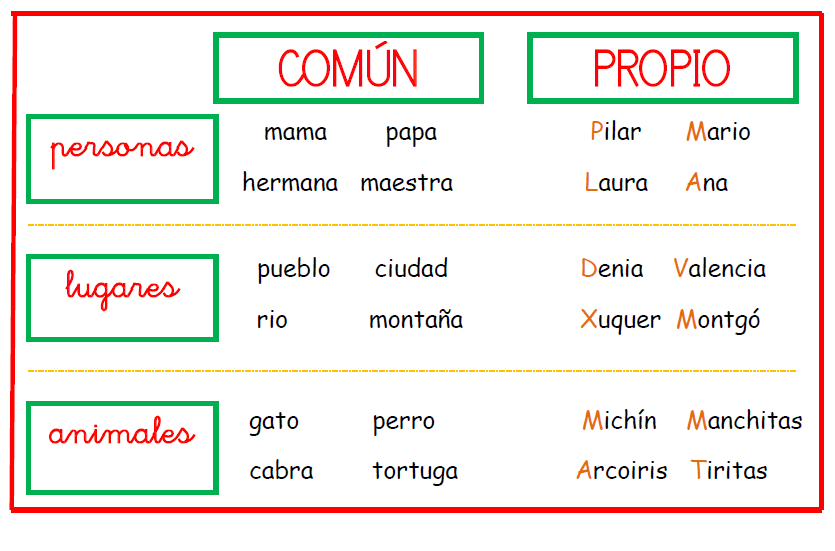 COMÚN PROPIO
personas
mama papa Pilar Mario
hermana maestra Laura Ana
lugares
pueblo ciudad Denia Valencia
rio montaña Xuquer Montgó
animales
gato perro Michín Manchitas
cabra tortuga Arcoiris Tiritas